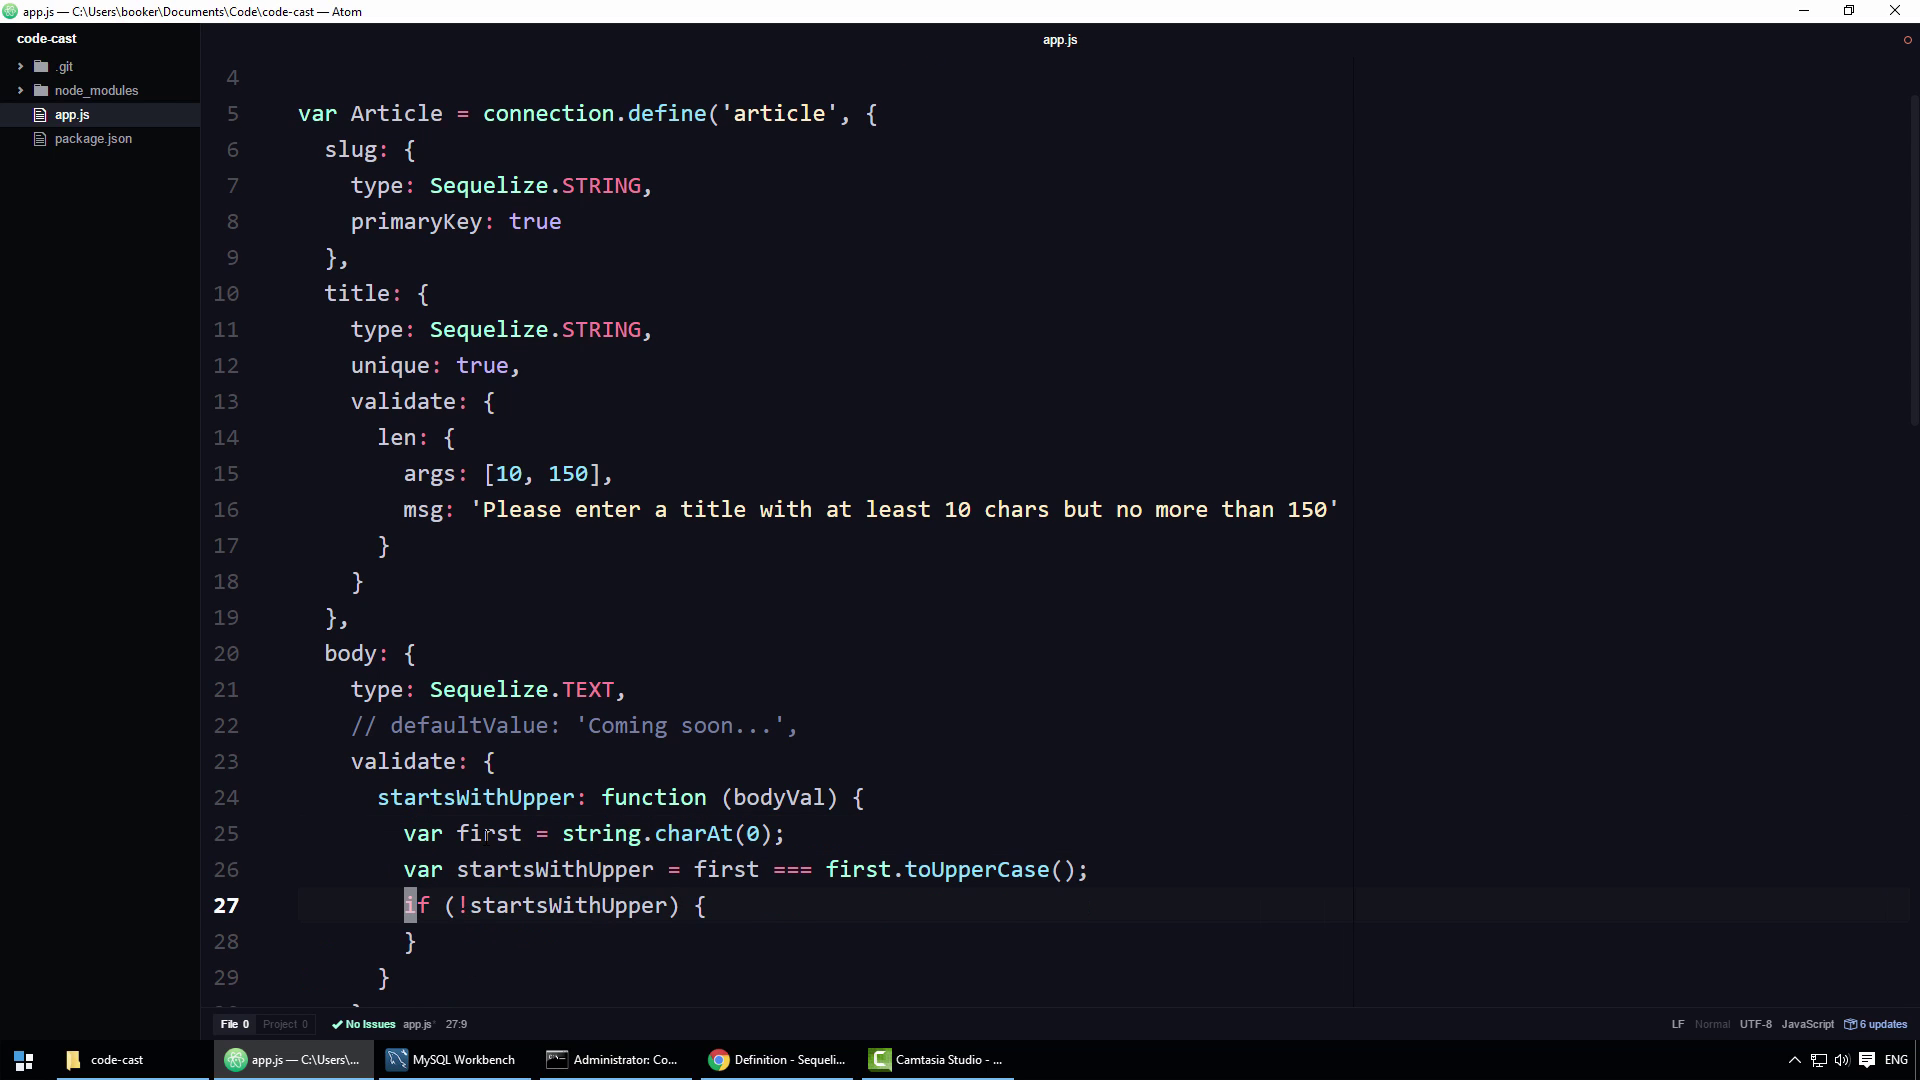 app.js — C:\Users\booker\Documents\Code\code-cast — Atom
code-cast
app.js
.git
node_modules
app.js
package.json
4
5 var Article = connection.define('article', {
6 slug: {
7 type: Sequelize.STRING,
8 primaryKey: true
9 },
10 title: {
11 type: Sequelize.STRING,
12 unique: true,
13 validate: {
14 len: {
15 args: [10, 150],
16 msg: 'Please enter a title with at least 10 chars but no more than 150'
17 }
18 }
19 },
20 body: {
21 type: Sequelize.TEXT,
22 // defaultValue: 'Coming soon...',
23 validate: {
24 startsWithUpper: function (bodyVal) {
25 var first = string.charAt(0);
26 var startsWithUpper = first === first.toUpperCase();
27 if (!startsWithUpper) {
28 }
29 }
File 0 Project 0 No Issues app.js* 27:9 LF Normal UTF-8 JavaScript 6 updates
code-cast app.js — C:\Users\... MySQL Workbench Administrator: Co... Definition - Sequeli... Camtasia Studio - ... ENG